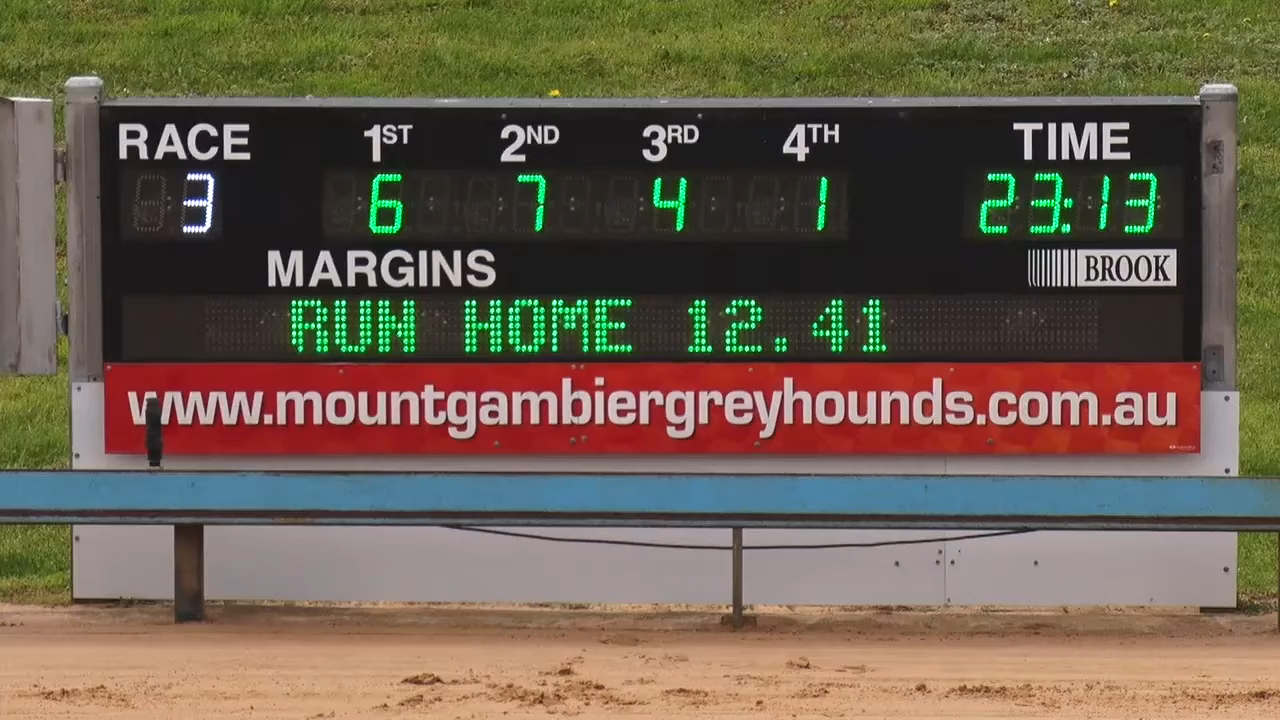 RACE 1ST 2ND 3RD 4TH TIME
3 6 7 4 1 23:13
MARGINS
BROOK
RUN HOME 12.41
www.mountgambiergreyhounds.com.au